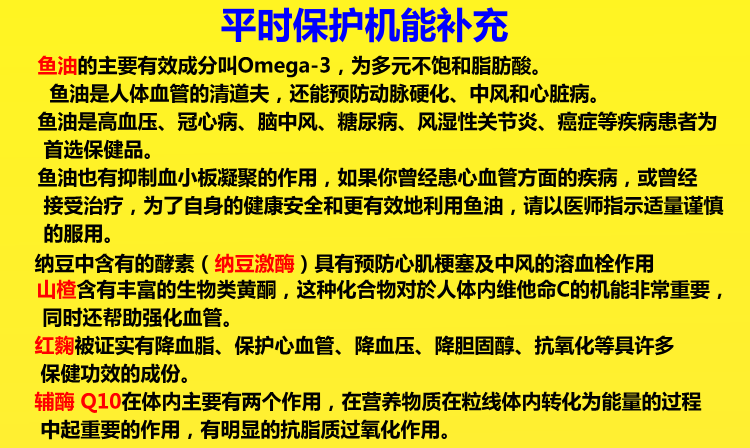 平时保护机能补充
鱼油的主要有效成分叫Omega-3，为多元不饱和脂肪酸。
鱼油是人体血管的清道夫，还能预防动脉硬化、中风和心脏病。
鱼油是高血压、冠心病、脑中风、糖尿病、风湿性关节炎、癌症等疾病患者为
首选保健品。
鱼油也有抑制血小板凝聚的作用，如果你曾经患心血管方面的疾病，或曾经
接受治疗，为了自身的健康安全和更有效地利用鱼油，请以医师指示适量谨慎
的服用。
纳豆中含有的酵素（纳豆激酶）具有预防心肌梗塞及中风的溶血栓作用
山楂含有丰富的生物类黄酮，这种化合物对於人体内维他命C的机能非常重要，
同时还帮助强化血管。
红麴被证实有降血脂、保护心血管、降血压、降胆固醇、抗氧化等具许多
保健功效的成份。
辅酶 Q10在体内主要有两个作用，在营养物质在粒线体内转化为能量的过程
中起重要的作用，有明显的抗脂质过氧化作用。